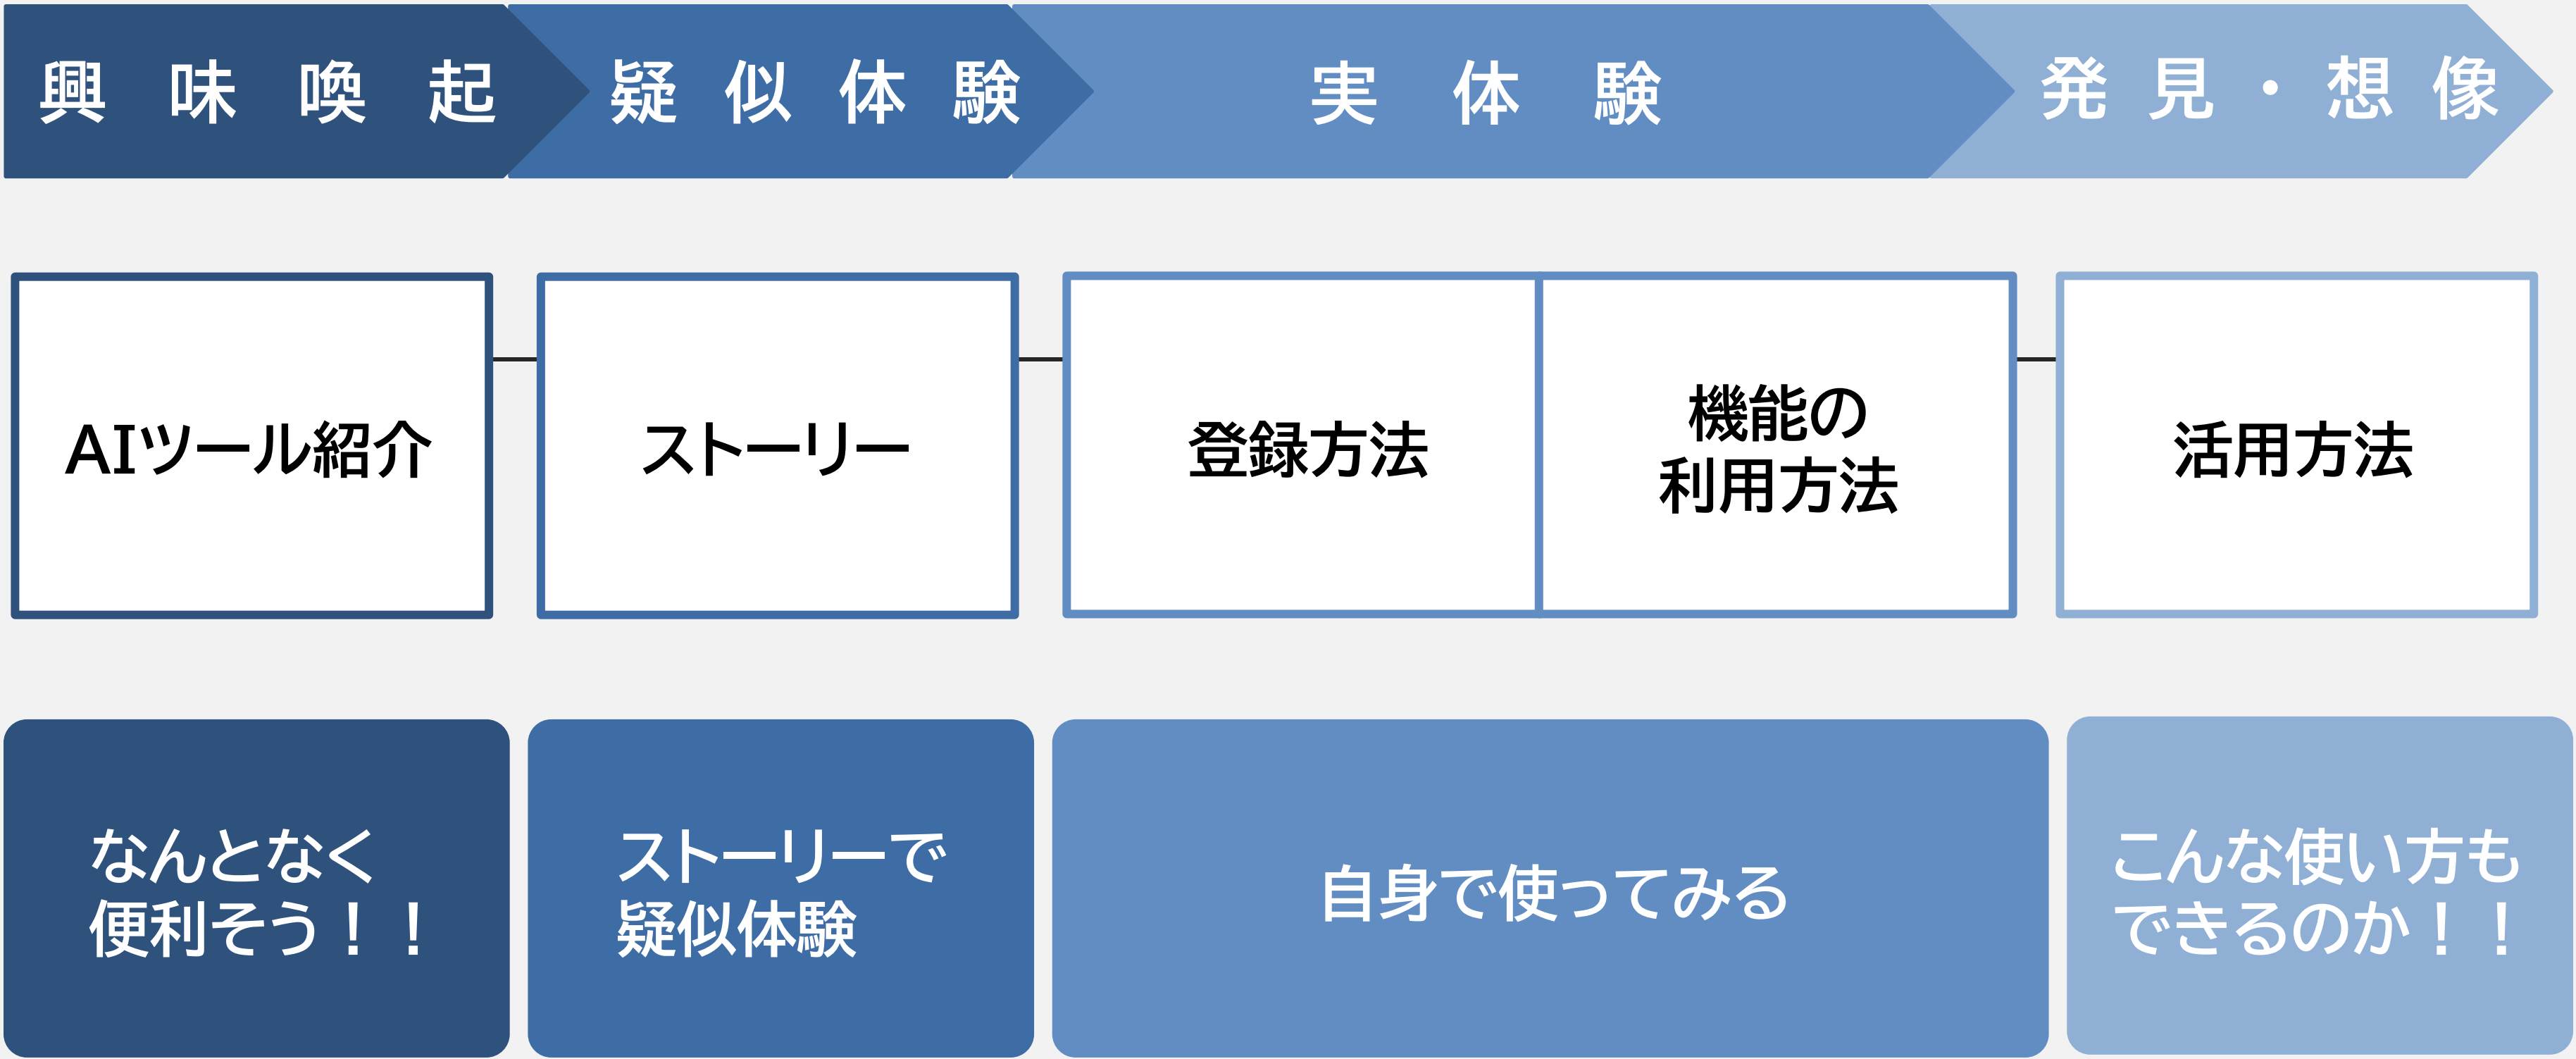 興味喚起
疑似体験
実体験
発見・想像
AIツール紹介
ストーリー
登録方法
機能の
利用方法
活用方法
なんとなく
便利そう！！
ストーリーで
疑似体験
自身で使ってみる
こんな使い方も
できるのか！！